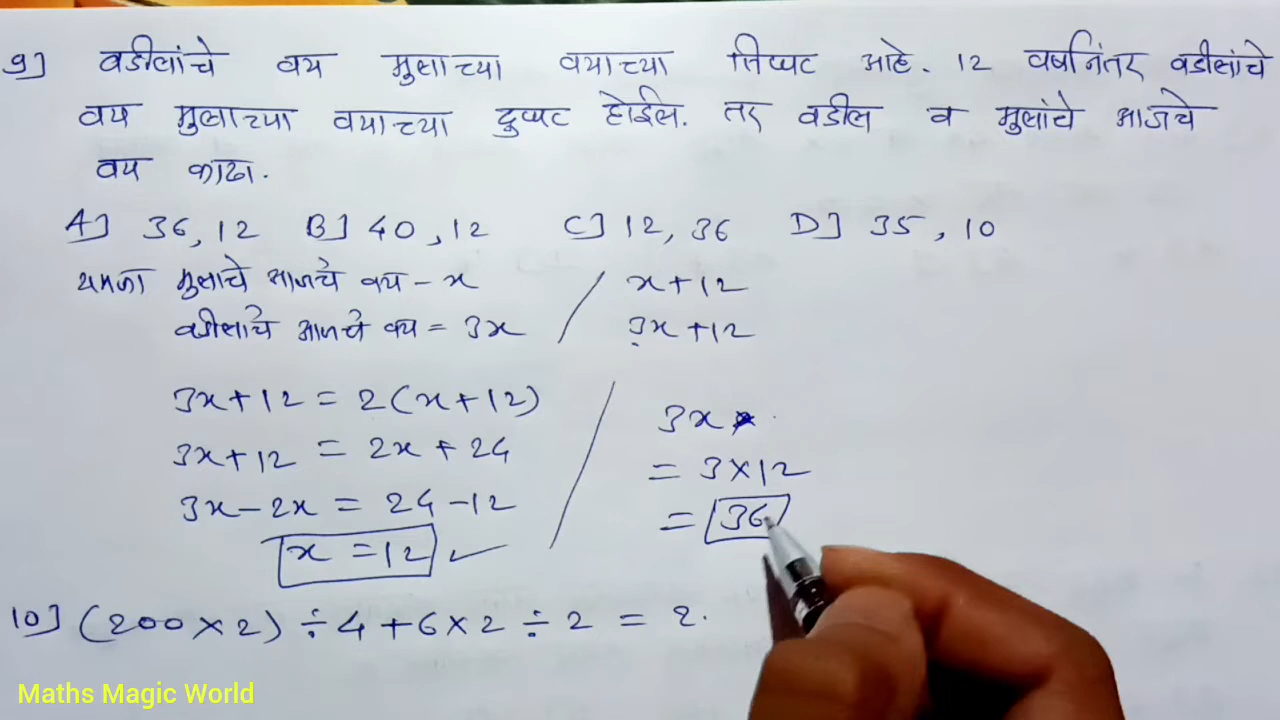 9] वडीलांचे वय मुलाच्या वयाच्या तिप्पट आहे. 12 वर्षानंतर वडीलांचे
वय मुलाच्या वयाच्या दुप्पट होईल. तर वडील व मुलांचे आजचे
वय काढा.
A] 36, 12 B] 40, 12 C] 12, 36 D] 35, 10
समजा मुलाचे आजचे वय - x / x+12
वडीलाचे आजचे वय = 3x / 3x+12
3x+12 = 2(x+12)
3x+12 = 2x + 24
3x-2x = 24-12
x = 12 ✓
3x
= 3×12
= 36
10] (200×2) ÷ 4 + 6 × 2 ÷ 2 = ?
Maths Magic World